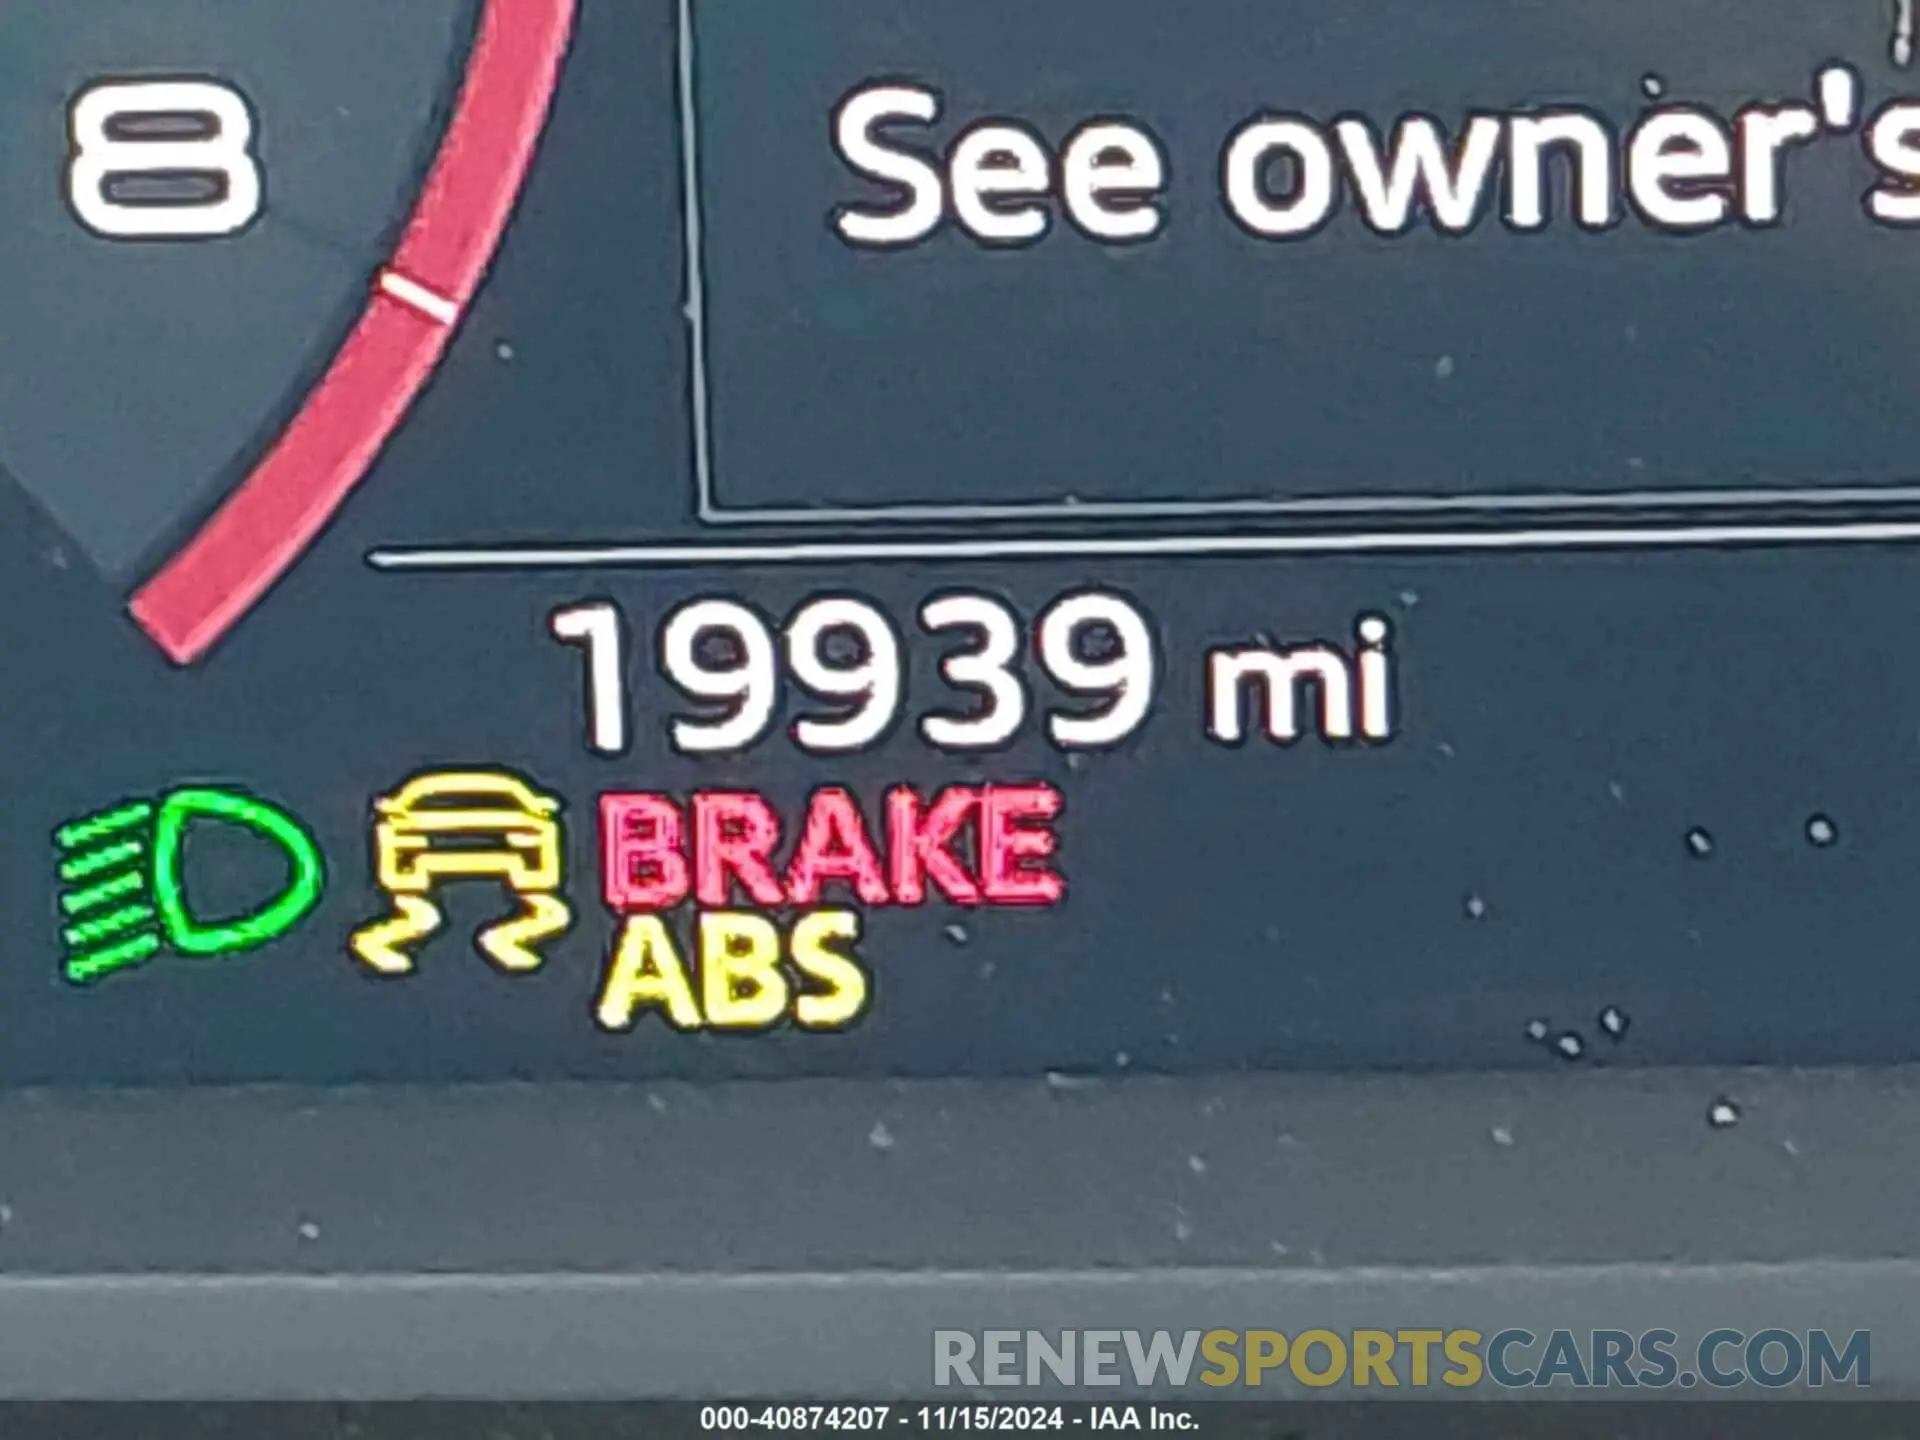 8
See owner's
19939 mi
BRAKE
ABS
RENEWSPORTSCARS.COM
000-40874207 - 11/15/2024 - IAA Inc.